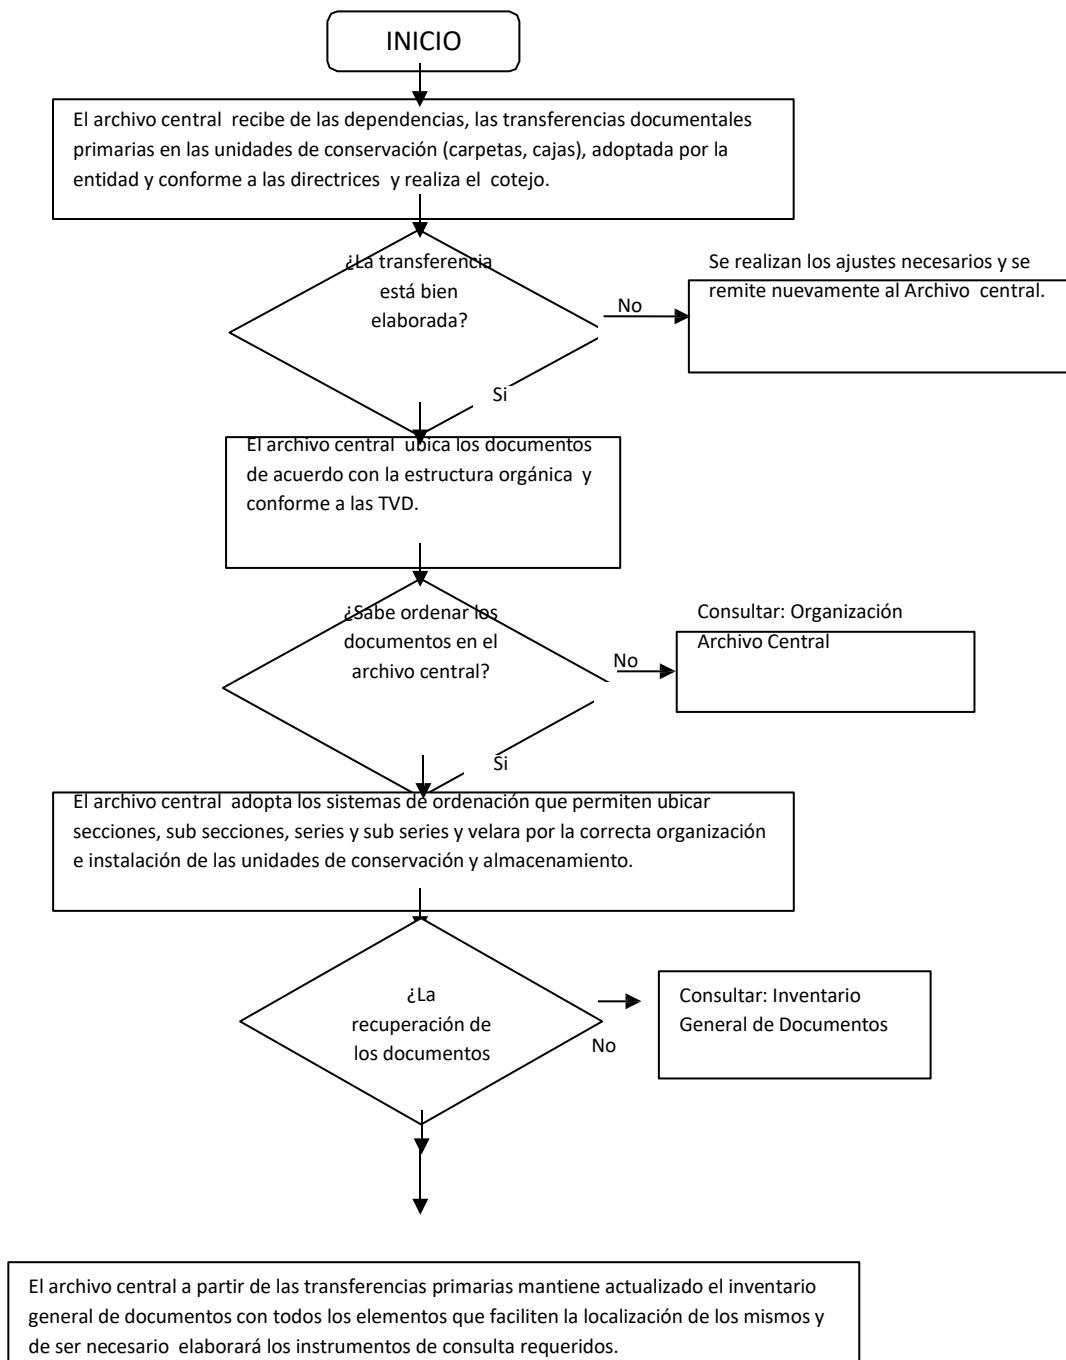 INICIO
El archivo central recibe de las dependencias, las transferencias documentales
primarias en las unidades de conservación (carpetas, cajas), adoptada por la
entidad y conforme a las directrices y realiza el cotejo.
¿La transferencia
está bien
elaborada?
No
Se realizan los ajustes necesarios y se
remite nuevamente al Archivo central.
Si
El archivo central ubica los documentos
de acuerdo con la estructura orgánica y
conforme a las TVD.
¿Sabe ordenar los
documentos en el
archivo central?
No
Consultar: Organización
Archivo Central
Si
El archivo central adopta los sistemas de ordenación que permiten ubicar
secciones, sub secciones, series y sub series y velara por la correcta organización
e instalación de las unidades de conservación y almacenamiento.
¿La
recuperación de
los documentos
No
Consultar: Inventario
General de Documentos
El archivo central a partir de las transferencias primarias mantiene actualizado el inventario
general de documentos con todos los elementos que faciliten la localización de los mismos y
de ser necesario elaborará los instrumentos de consulta requeridos.